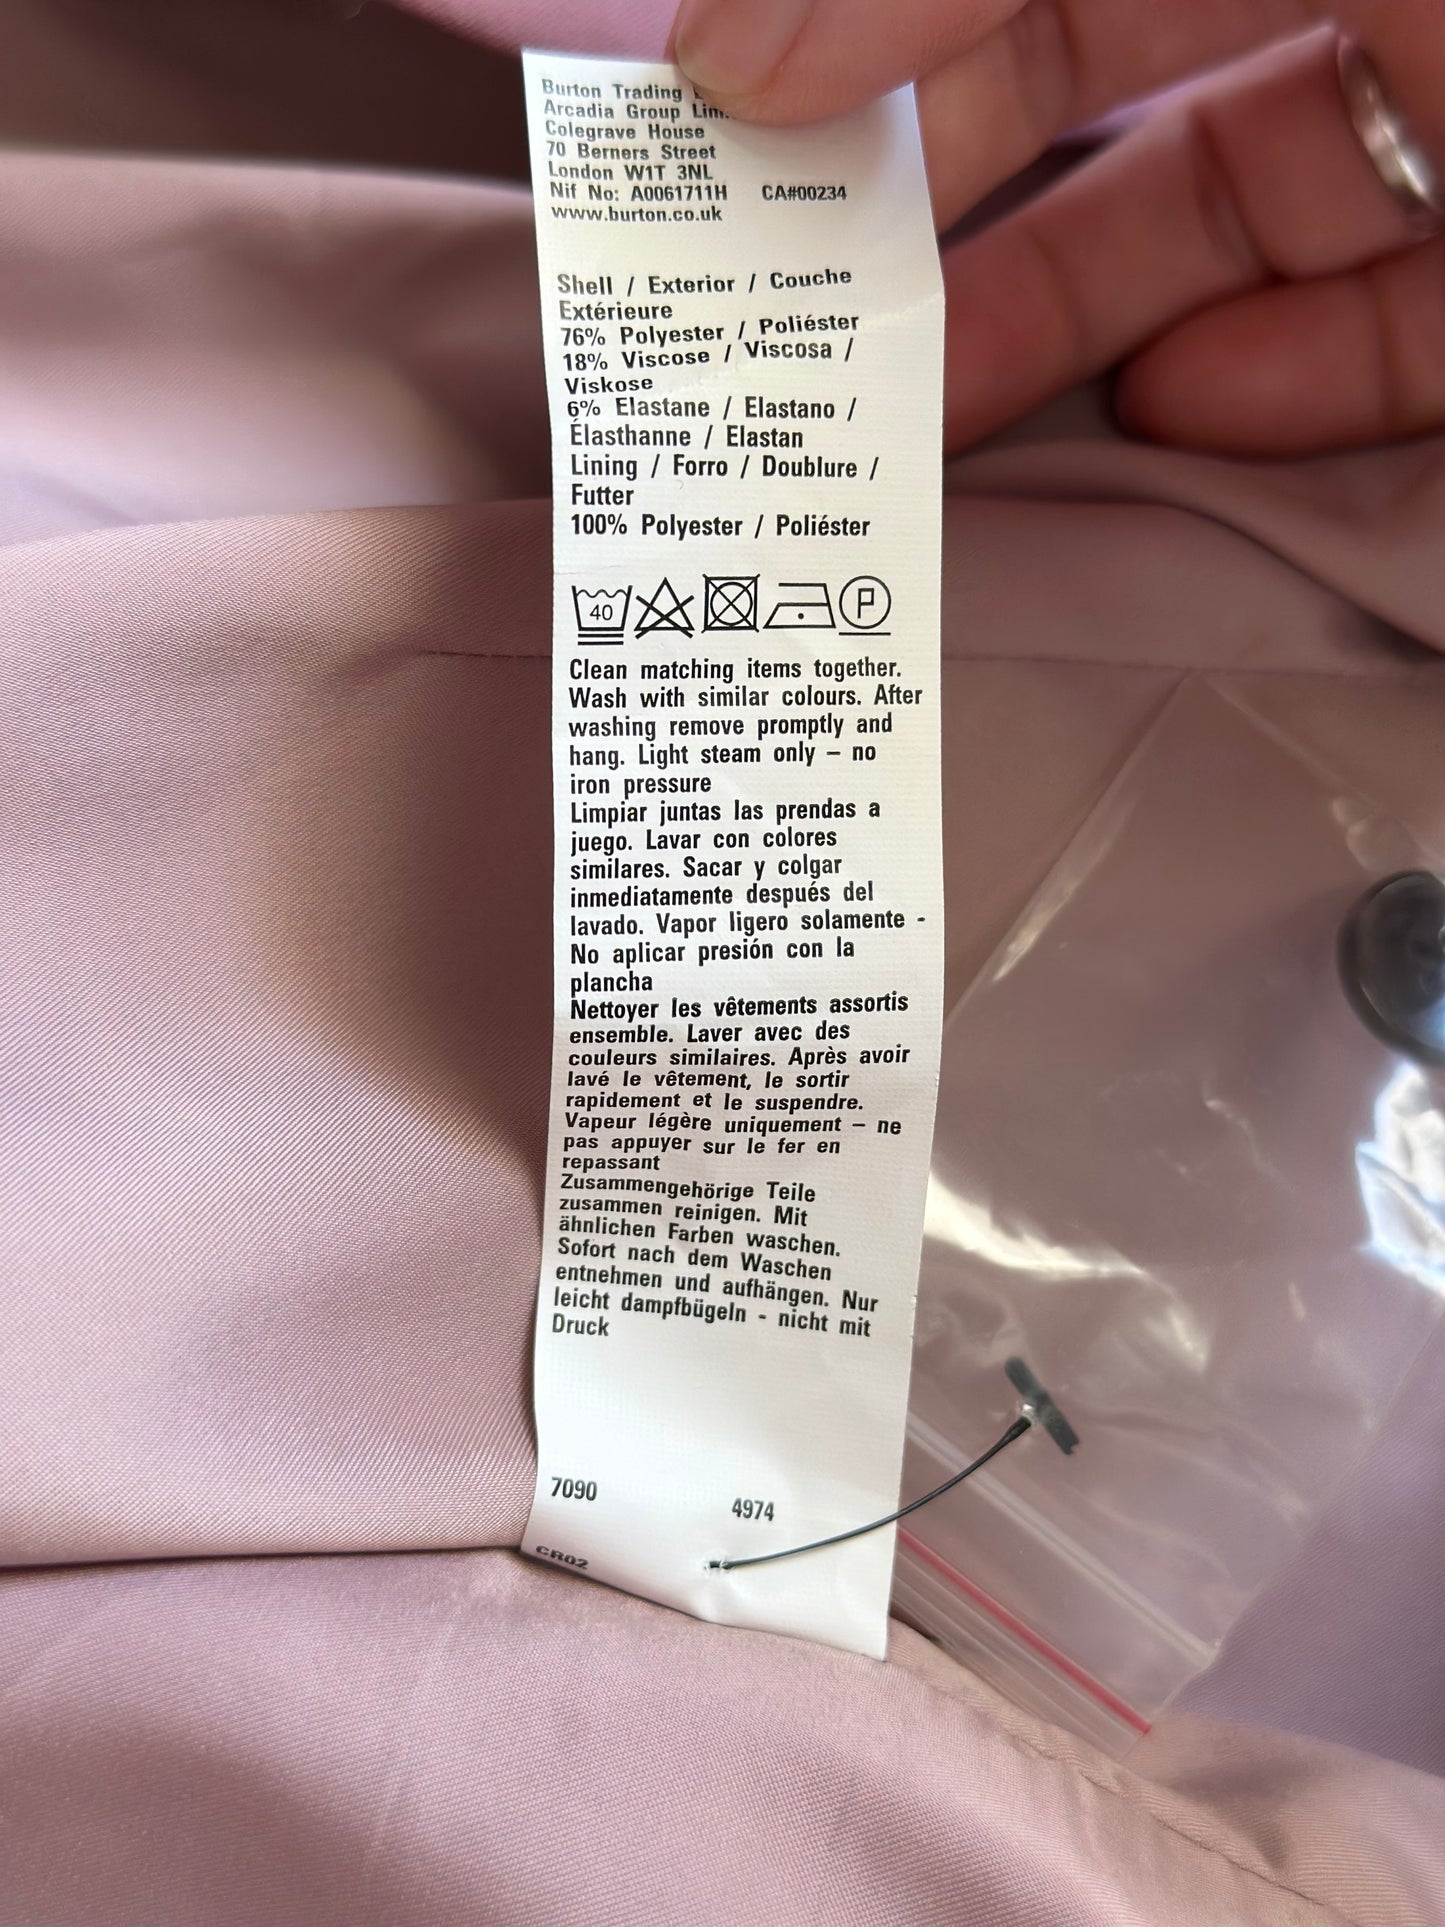 Burton Trading
Arcadia Group
Colegrave House
70 Berners Street
London W1T 3NL
Nif No: A0061711H CA#00234
www.burton.co.uk
Shell / Exterior / Couche
Extérieure
76% Polyester / Poliéster
18% Viscose / Viscosa /
Viskose
6% Elastane / Elastano /
Élasthanne / Elastan
Lining / Forro / Doublure /
Futter
100% Polyester / Poliéster
40 P
Clean matching items together.
Wash with similar colours. After
washing remove promptly and
hang. Light steam only – no
iron pressure
Limpiar juntas las prendas a
juego. Lavar con colores
similares. Sacar y colgar
inmediatamente después del
lavado. Vapor ligero solamente -
No aplicar presión con la
plancha
Nettoyer les vêtements assortis
ensemble. Laver avec des
couleurs similaires. Après avoir
lavé le vêtement, le sortir
rapidement et le suspendre.
Vapeur légère uniquement – ne
pas appuyer sur le fer en
repassant
Zusammengehörige Teile
zusammen reinigen. Mit
ähnlichen Farben waschen.
Sofort nach dem Waschen
entnehmen und aufhängen. Nur
leicht dampfbügeln - nicht mit
Druck
7090 4974
CR02